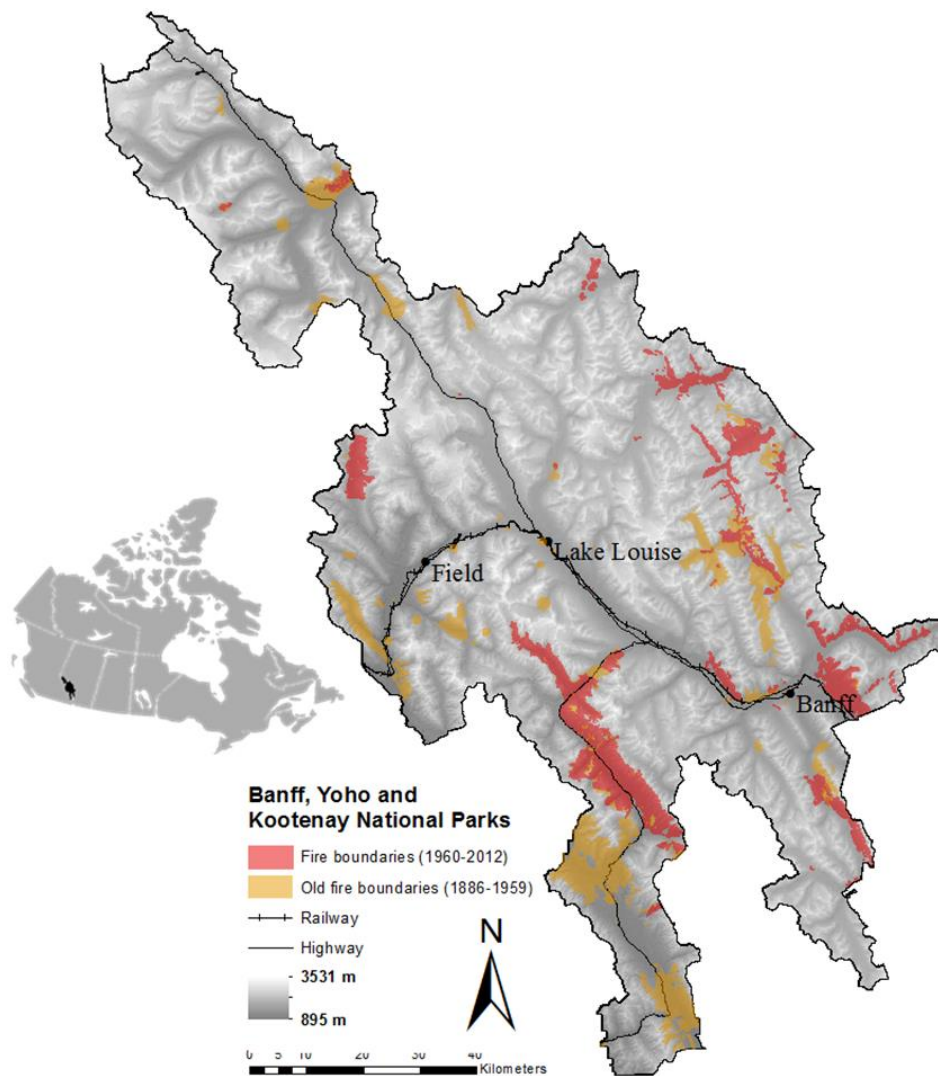 Lake Louise
Field
Banff
Banff, Yoho and
Kootenay National Parks
Fire boundaries (1960-2012)
Old fire boundaries (1886-1959)
Railway
Highway
N
3531 m
895 m
0 5 10 20 30 40
Kilometers